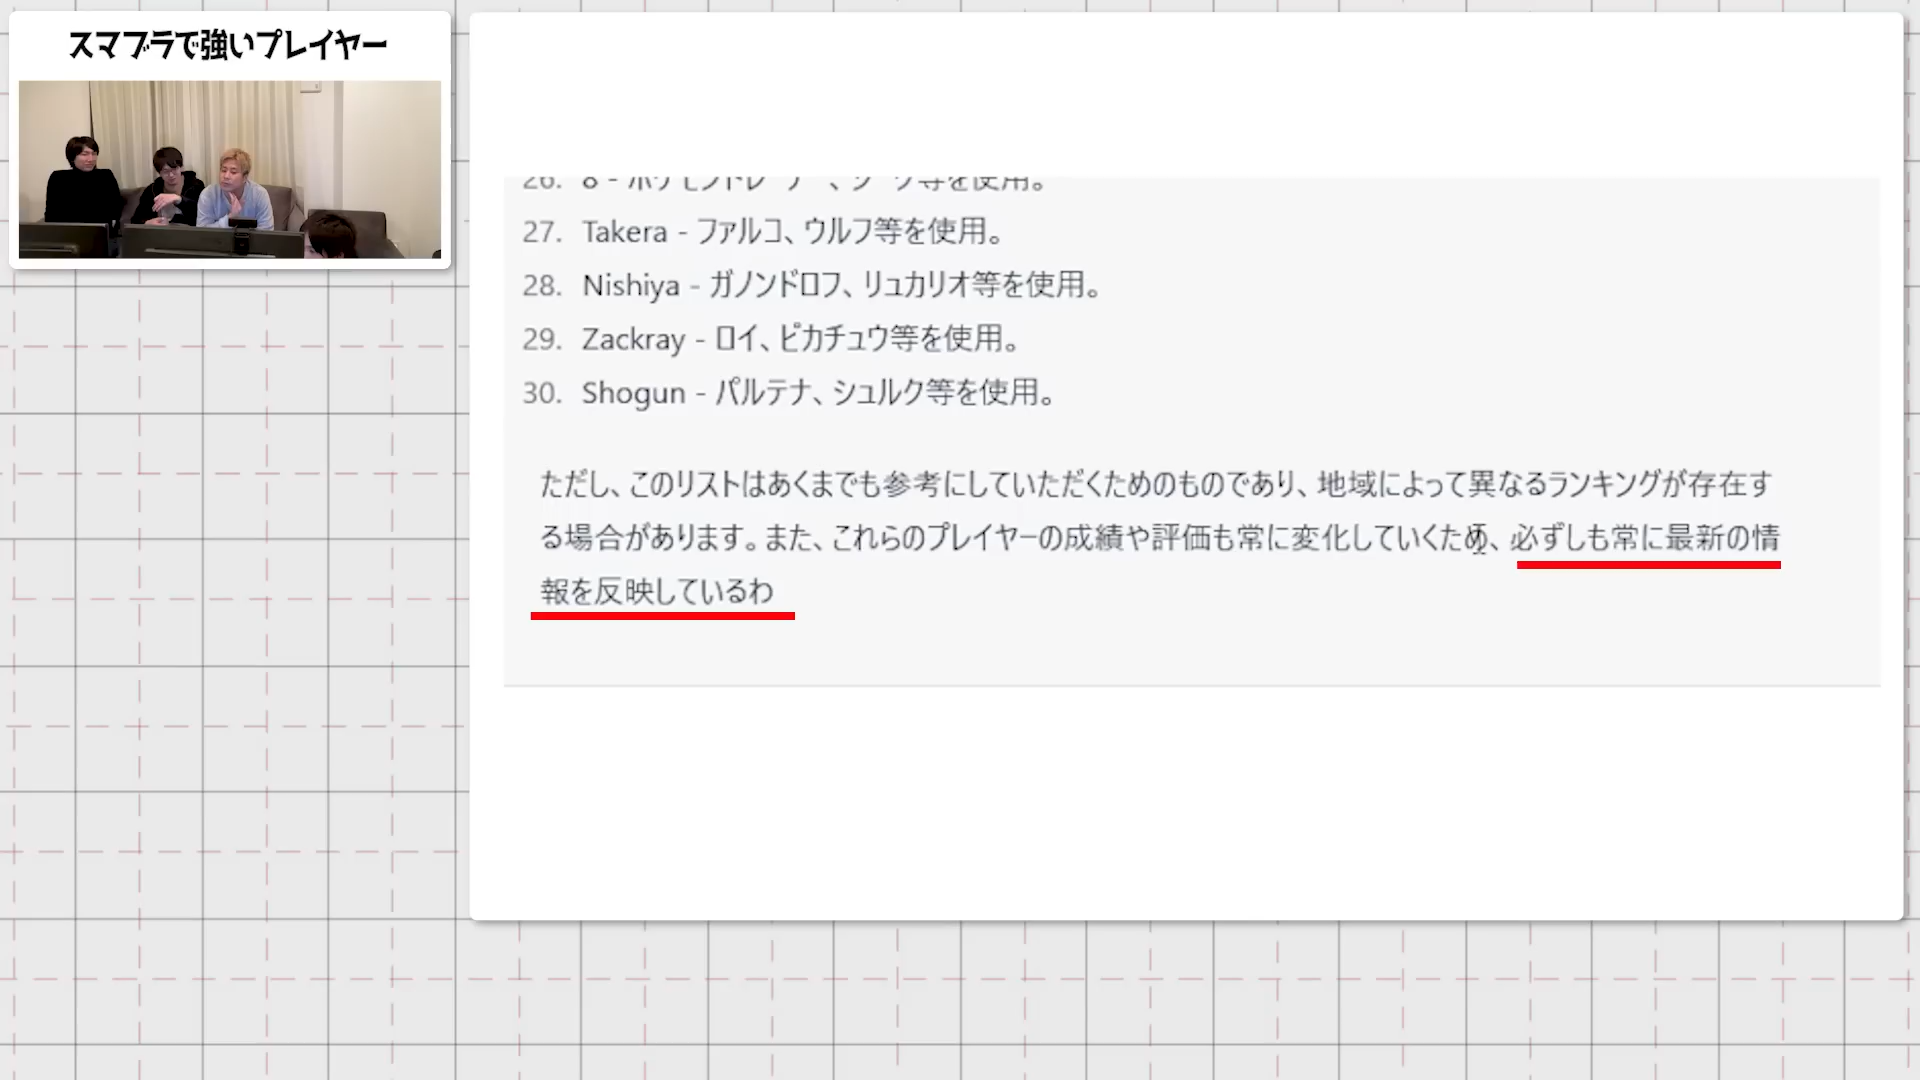 スマブラで強いプレイヤー
27. Takera - ファルコ、ウルフ等を使用。
28. Nishiya - ガノンドロフ、リュカリオ等を使用。
29. Zackray - ロイ、ピカチュウ等を使用。
30. Shogun - パルテナ、シュルク等を使用。
ただし、このリストはあくまでも参考にしていただくためのものであり、地域によって異なるランキングが存在す
る場合があります。また、これらのプレイヤーの成績や評価も常に変化していくため、必ずしも常に最新の情
報を反映しているわ